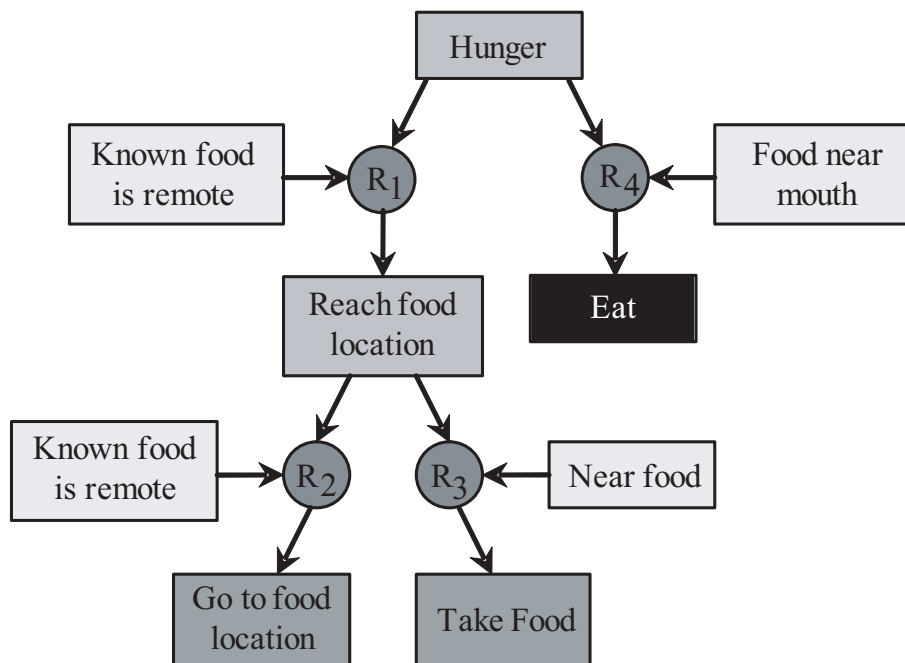 Hunger
Known food
is remote
R1
R4
Food near
mouth
Reach food
location
Eat
Known food
is remote
R2
R3
Near food
Go to food
location
Take Food